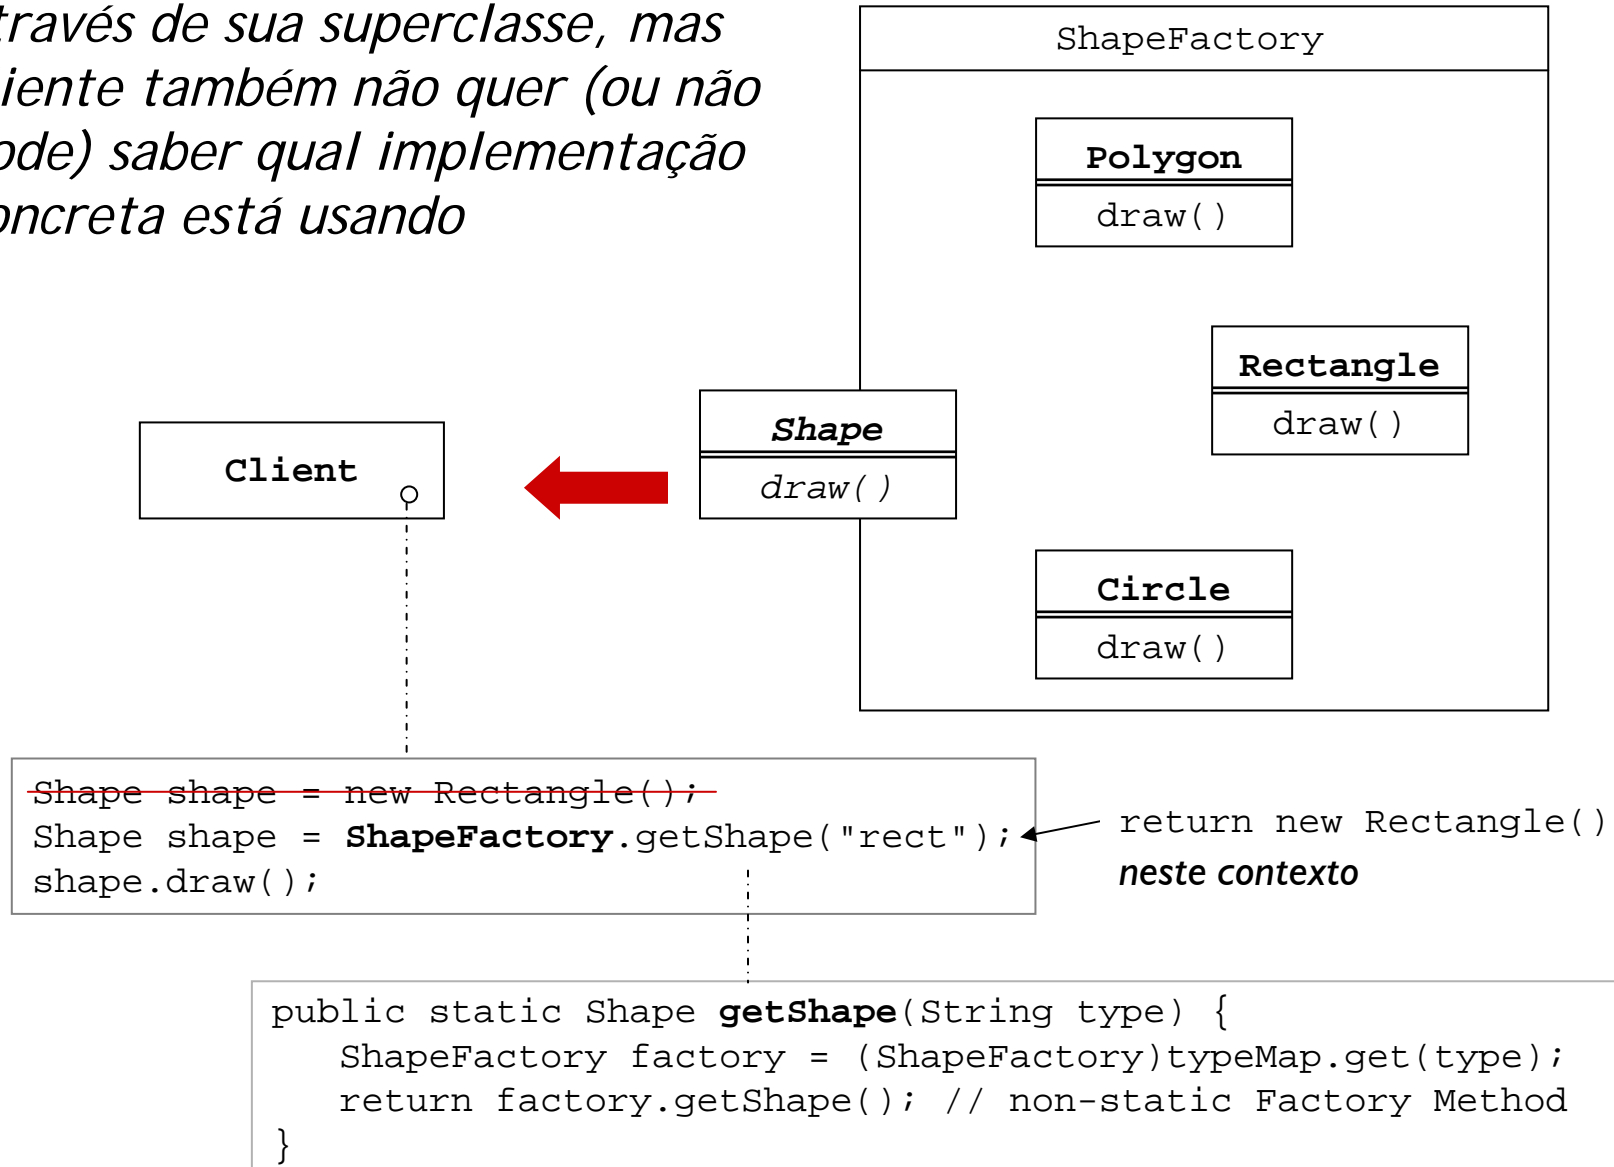 través de sua superclasse, mas
iente também não quer (ou não
ode) saber qual implementação
oncreta está usando
ShapeFactory
Polygon
draw()
Rectangle
draw()
Shape
draw()
Client
Circle
draw()
Shape shape = new Rectangle();
Shape shape = ShapeFactory.getShape("rect");
shape.draw();
return new Rectangle()
neste contexto
public static Shape getShape(String type) {
ShapeFactory factory = (ShapeFactory)typeMap.get(type);
return factory.getShape(); // non-static Factory Method
}